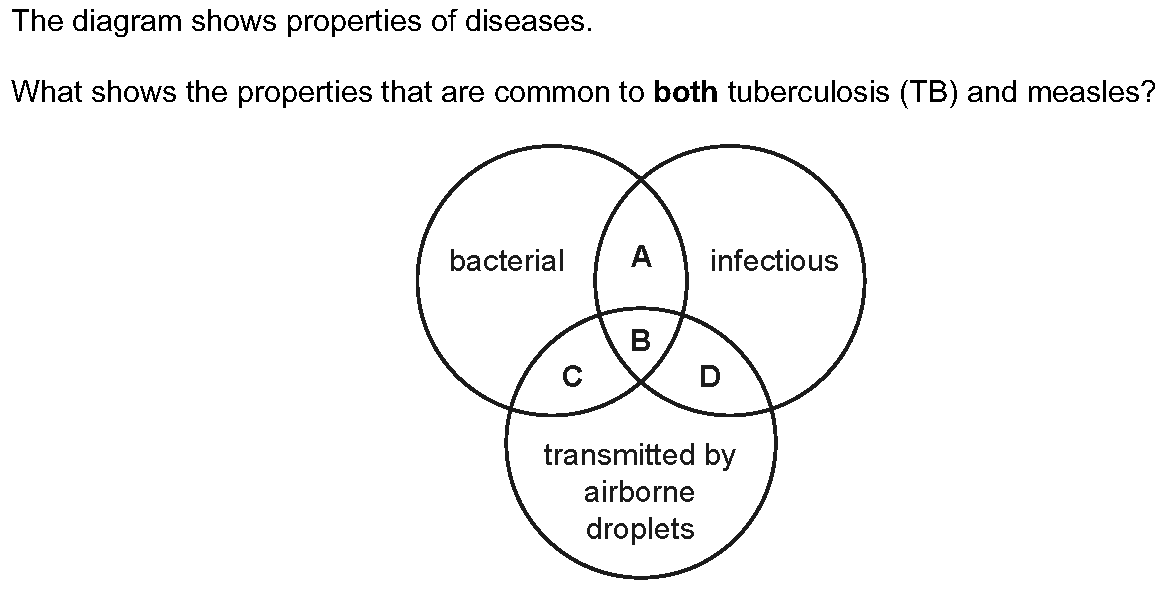 The diagram shows properties of diseases.
What shows the properties that are common to both tuberculosis (TB) and measles?
bacterial
A
infectious
B
C
D
transmitted by
airborne
droplets